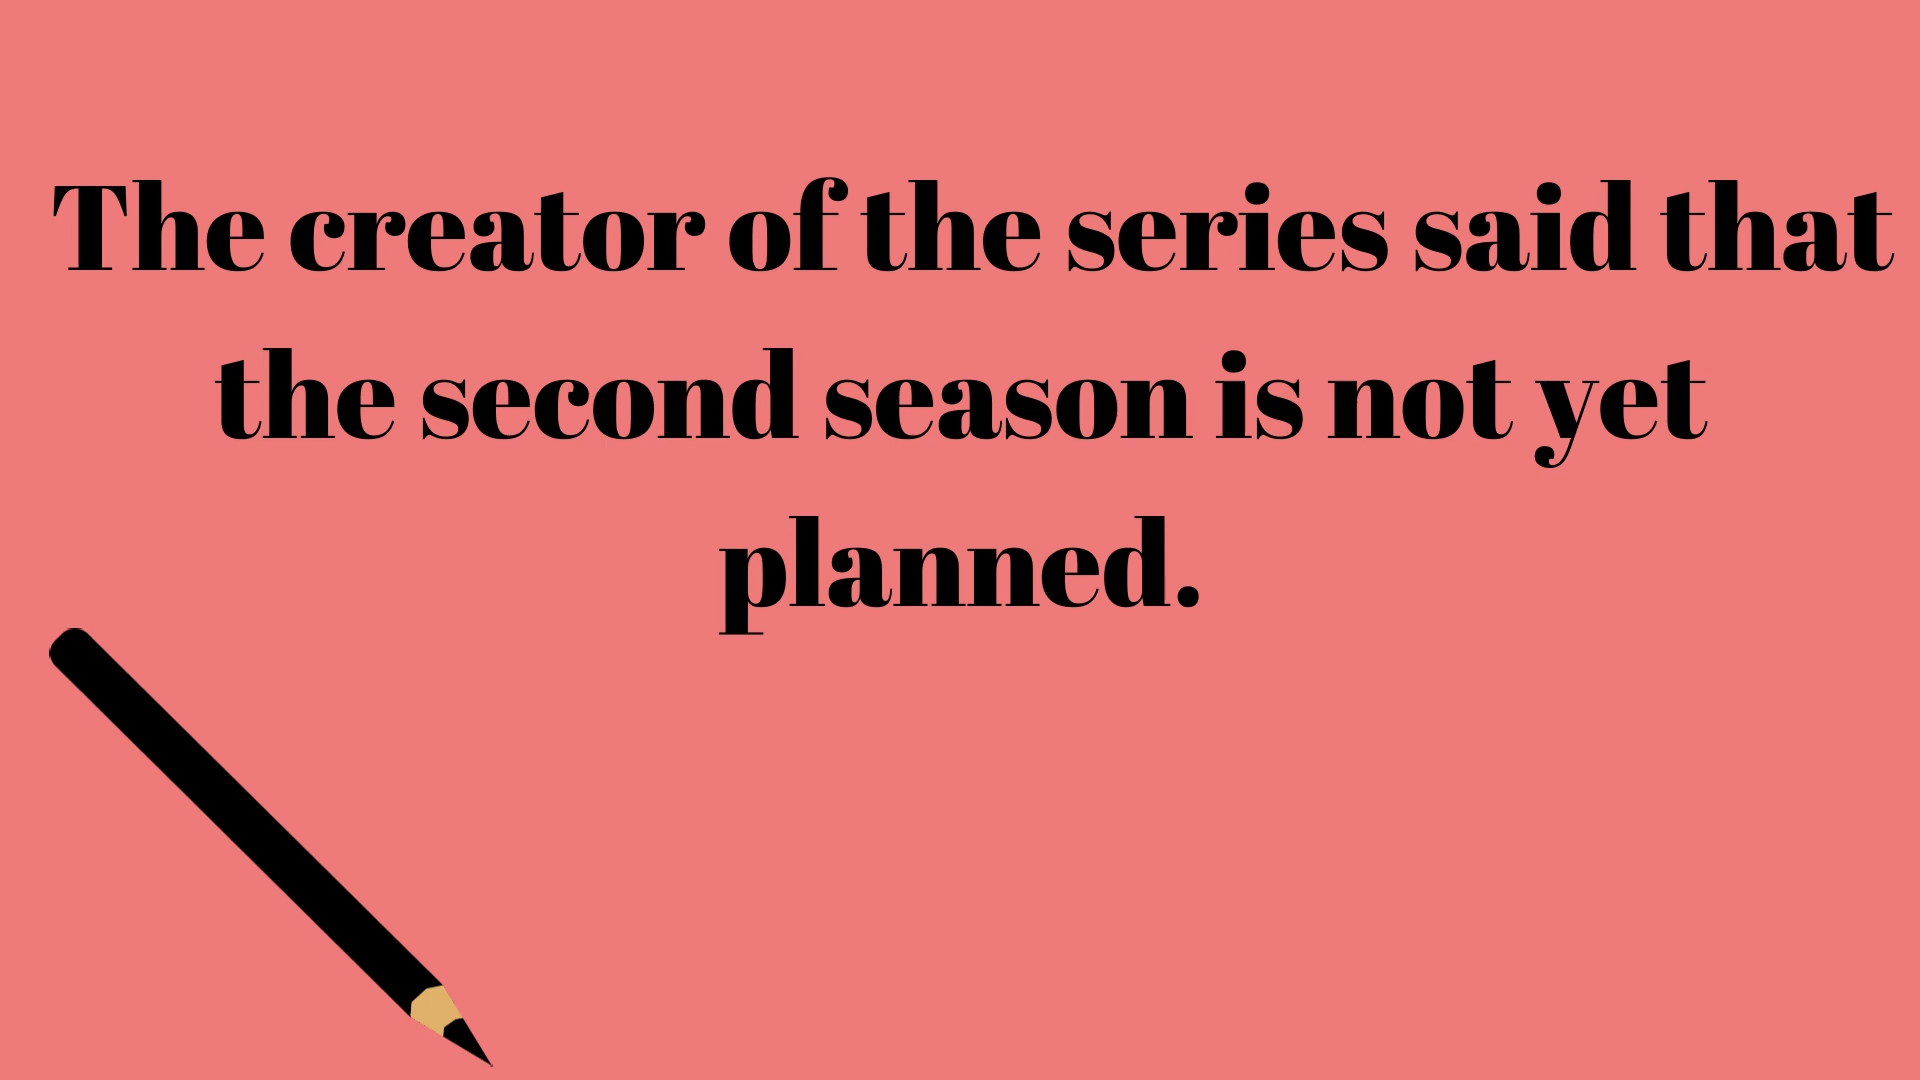 The creator of the series said that
the second season is not yet
planned.